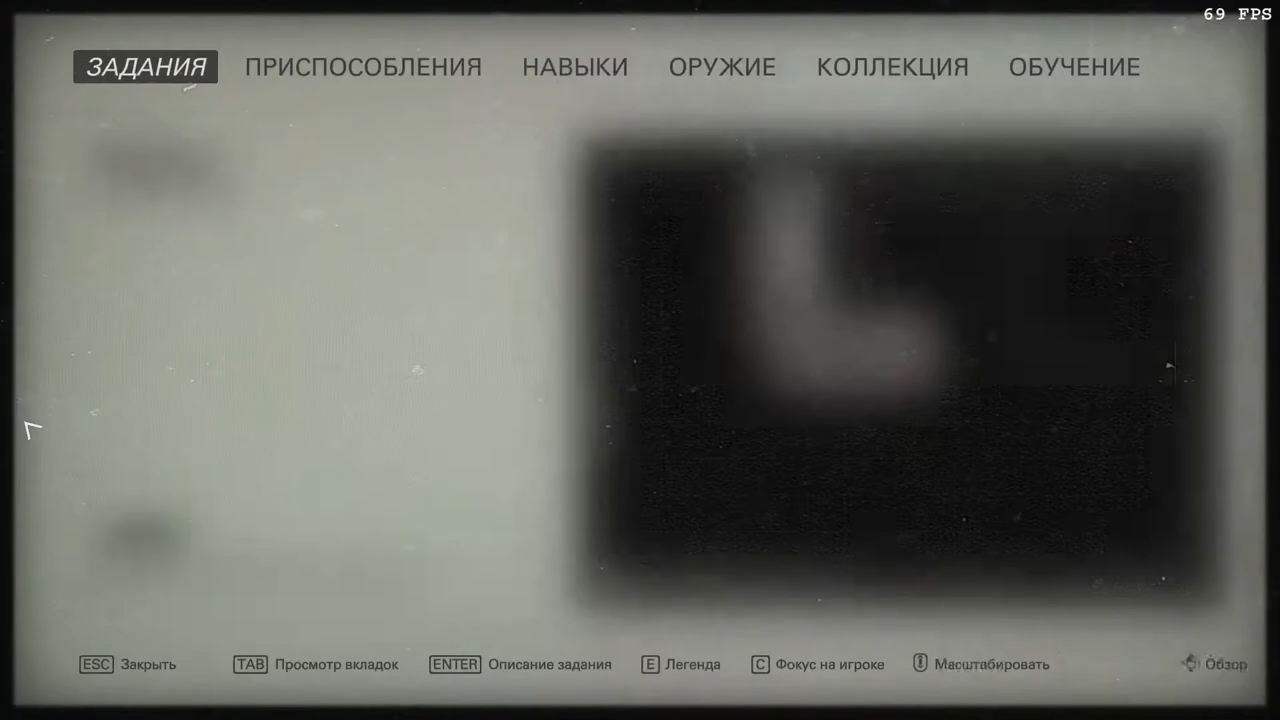 69 FPS
ЗАДАНИЯ ПРИСПОСОБЛЕНИЯ НАВЫКИ ОРУЖИЕ КОЛЛЕКЦИЯ ОБУЧЕНИЕ
ESC Закрыть TAB Просмотр вкладок ENTER Описание задания E Легенда C Фокус на игроке Масштабировать Обзор